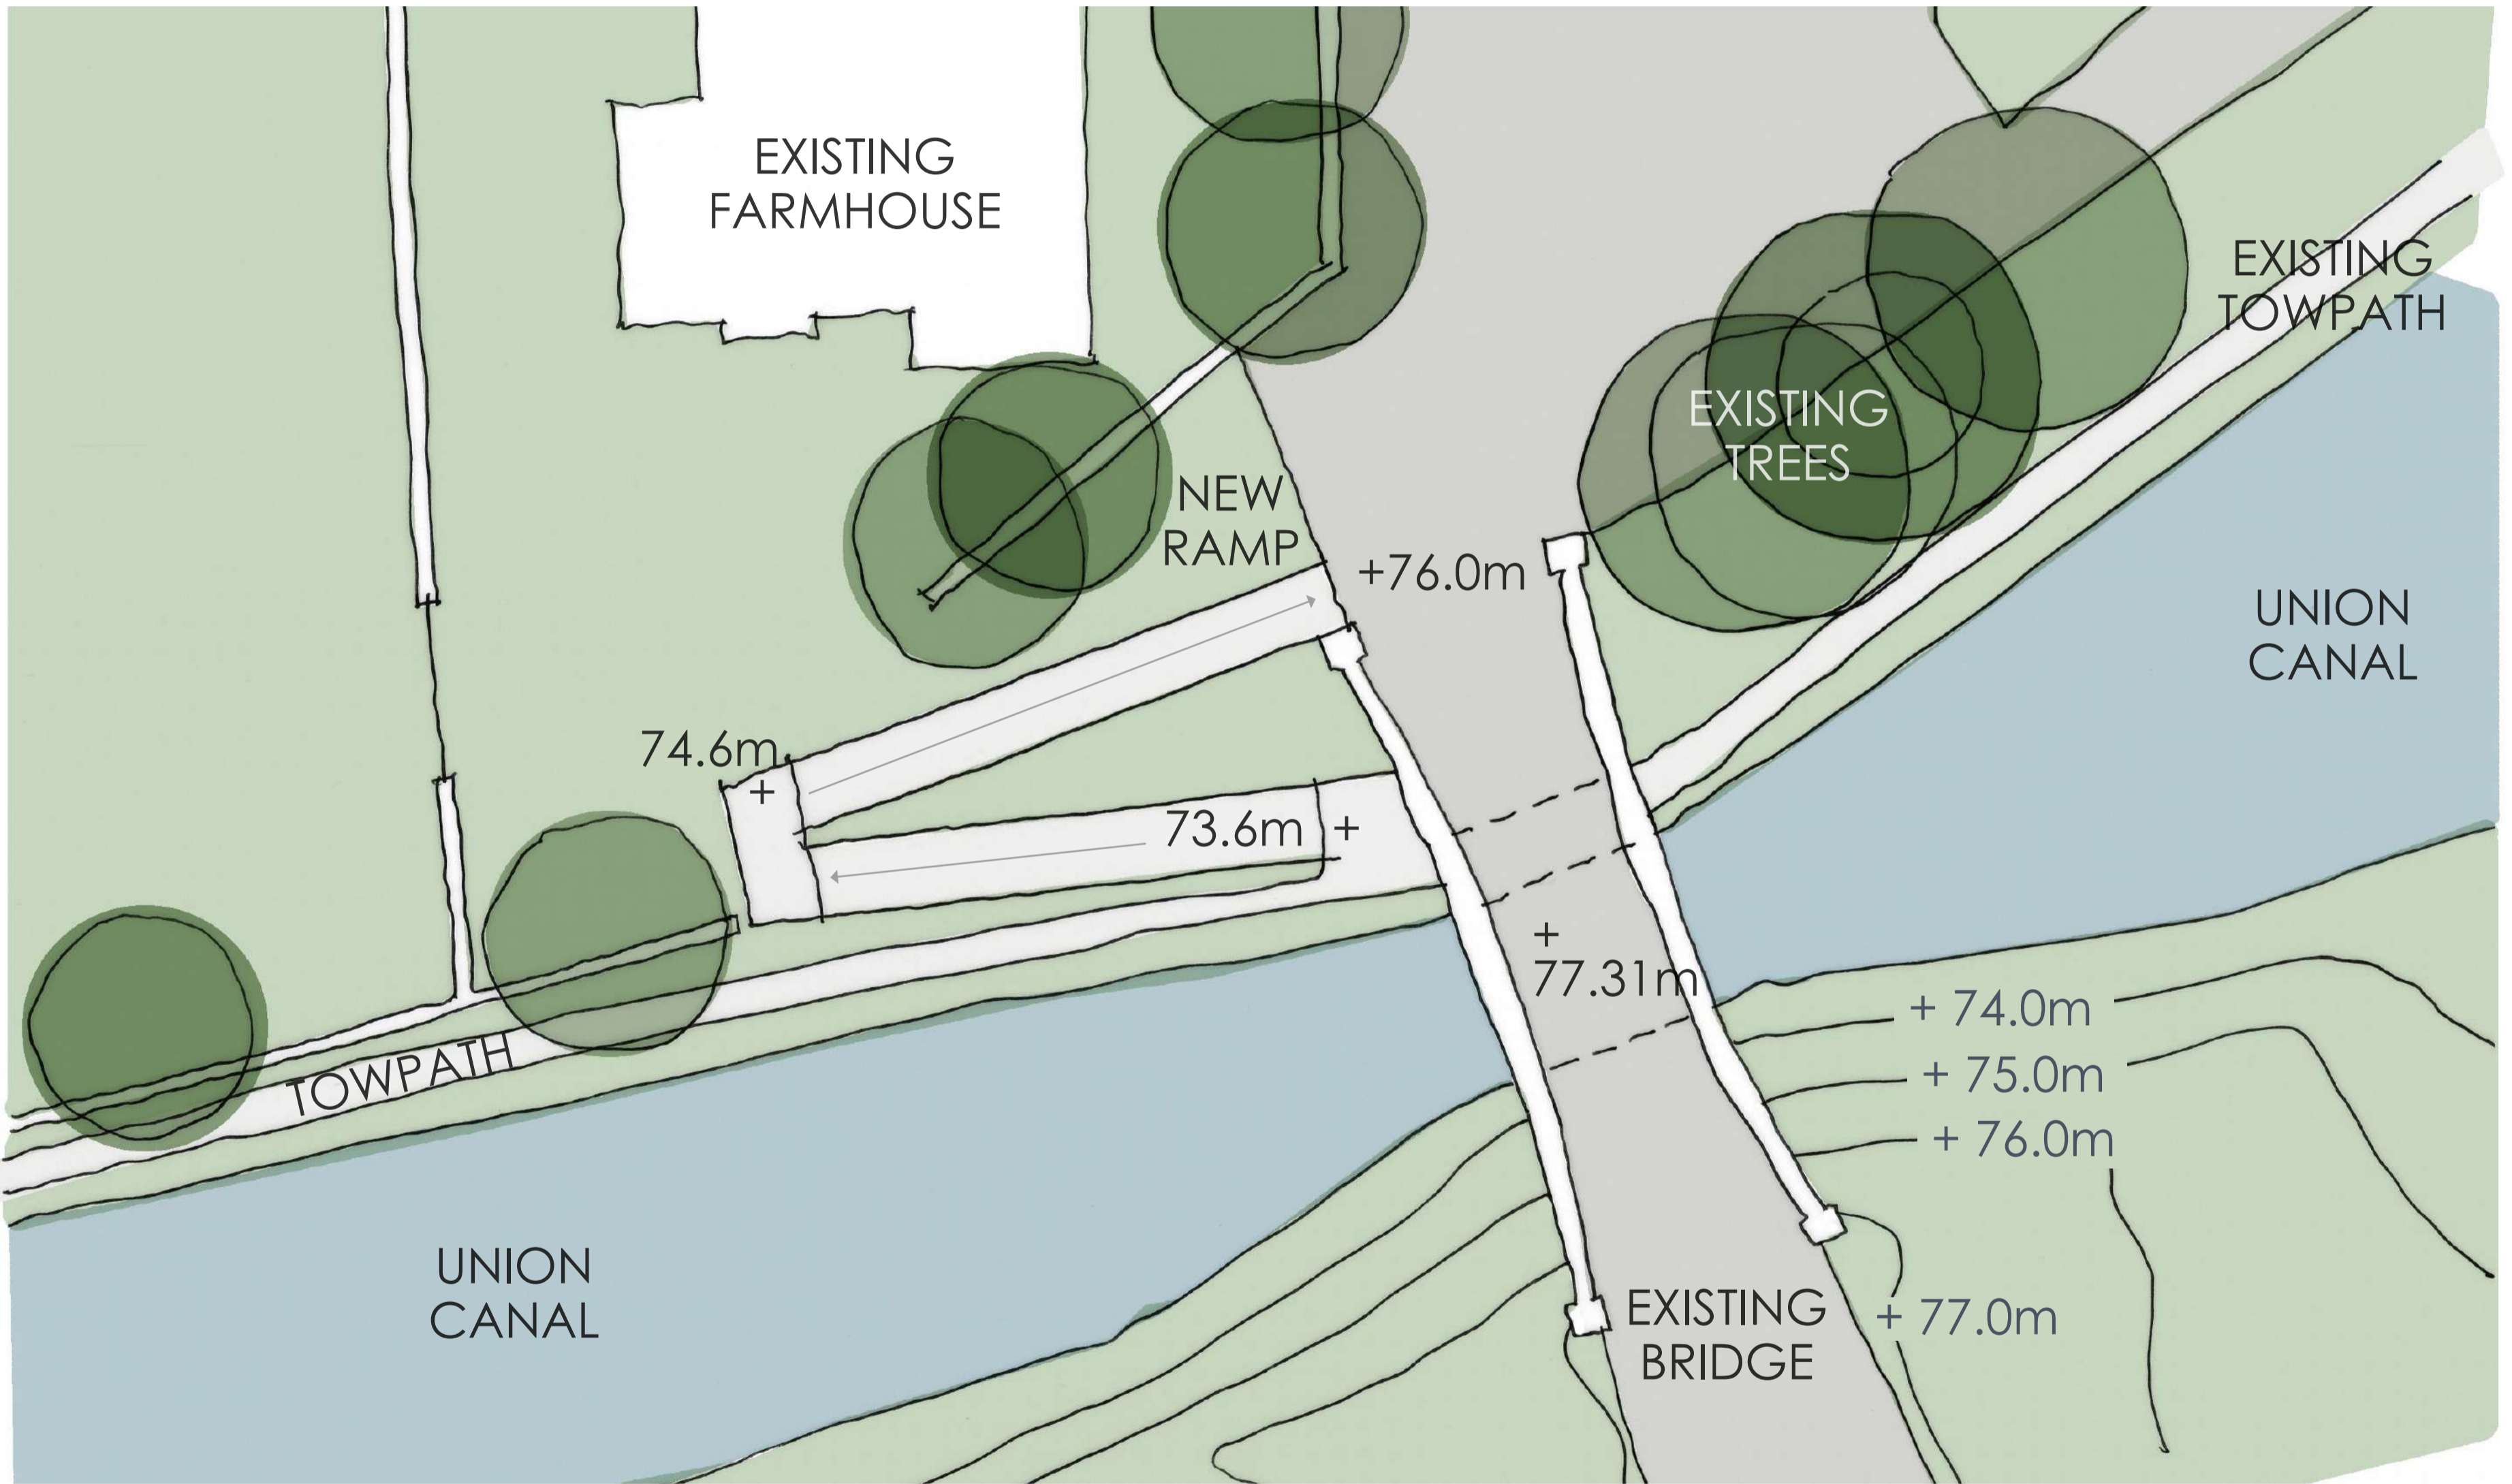 EXISTING
FARMHOUSE
EXISTING
TOWPATH
EXISTING
TREES
NEW
RAMP
+76.0m
UNION
CANAL
74.6m
+
73.6m +
+
77.31m
+ 74.0m
TOWPATH
+ 75.0m
+ 76.0m
UNION
CANAL
EXISTING
BRIDGE
+ 77.0m